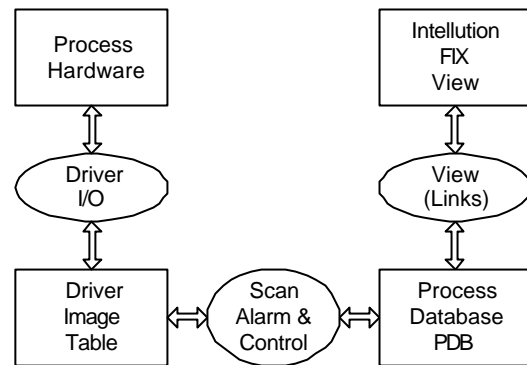 Process
Hardware
Intellution
FIX
View
Driver
I/O
View
(Links)
Driver
Image
Table
Scan
Alarm &
Control
Process
Database
PDB